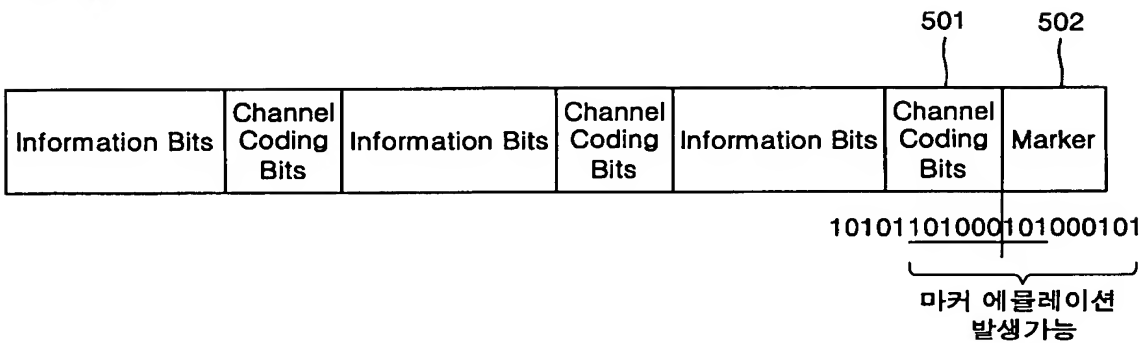 501 502
Information Bits Channel Coding Bits Information Bits Channel Coding Bits Information Bits Channel Coding Bits Marker
10101101000101000101
마커 에뮬레이션
발생가능